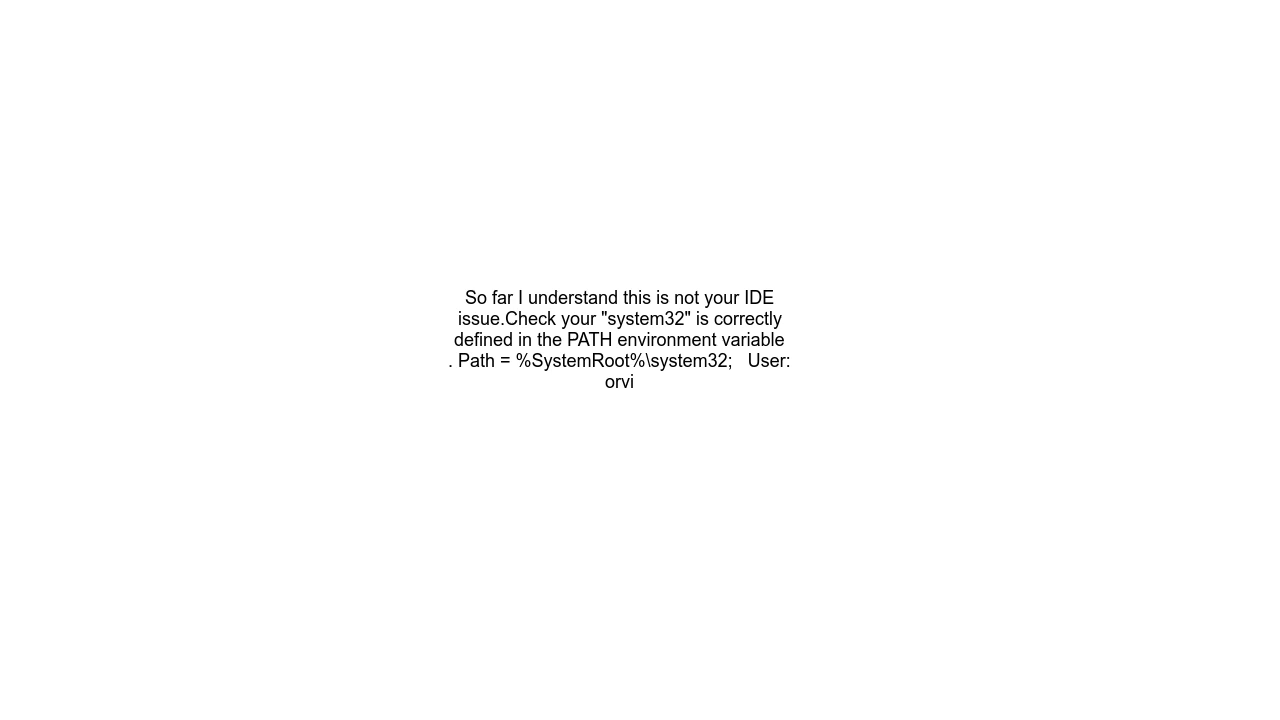 So far I understand this is not your IDE
issue.Check your "system32" is correctly
defined in the PATH environment variable
. Path = %SystemRoot%\system32;   User:
orvi